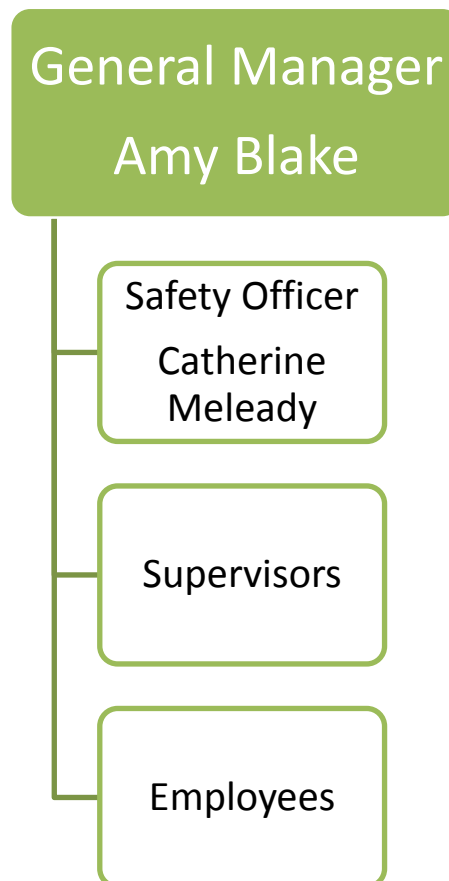 General Manager
Amy Blake
Safety Officer
Catherine
Meleady
Supervisors
Employees